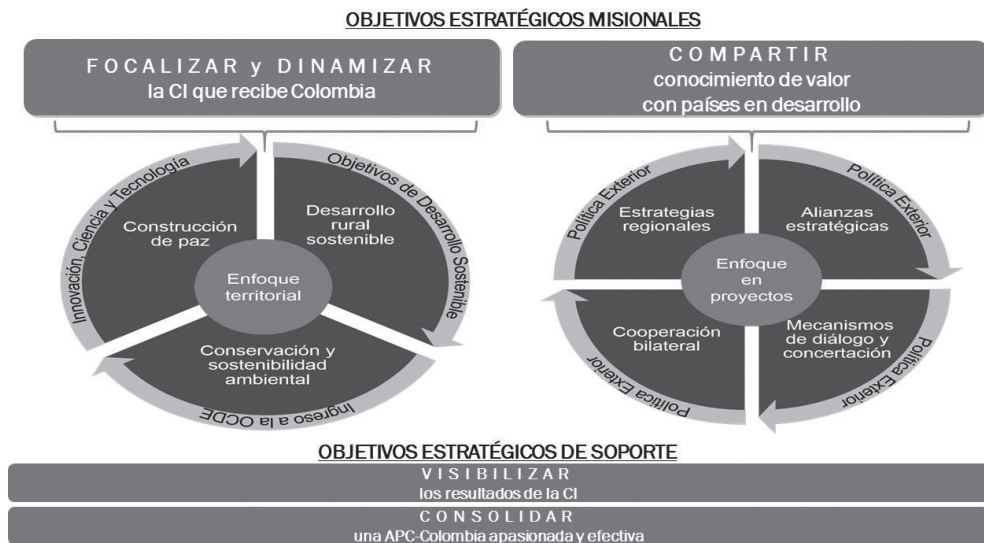 OBJETIVOS ESTRATÉGICOS MISIONALES
FOCALIZAR y DINAMIZAR
la CI que recibe Colombia
COMPARTIR
conocimiento de valor
con países en desarrollo
Innovación, Ciencia y Tecnología
Objetivos de Desarrollo Sostenible
Ingreso a la OCDE
Construcción
de paz
Desarrollo
rural
sostenible
Enfoque
territorial
Conservación y
sostenibilidad
ambiental
Política Exterior
Política Exterior
Política Exterior
Política Exterior
Estrategias
regionales
Alianzas
estratégicas
Enfoque
en
proyectos
Cooperación
bilateral
Mecanismos
de diálogo y
concertación
OBJETIVOS ESTRATÉGICOS DE SOPORTE
VISIBILIZAR
los resultados de la CI
CONSOLIDAR
una APC-Colombia apasionada y efectiva